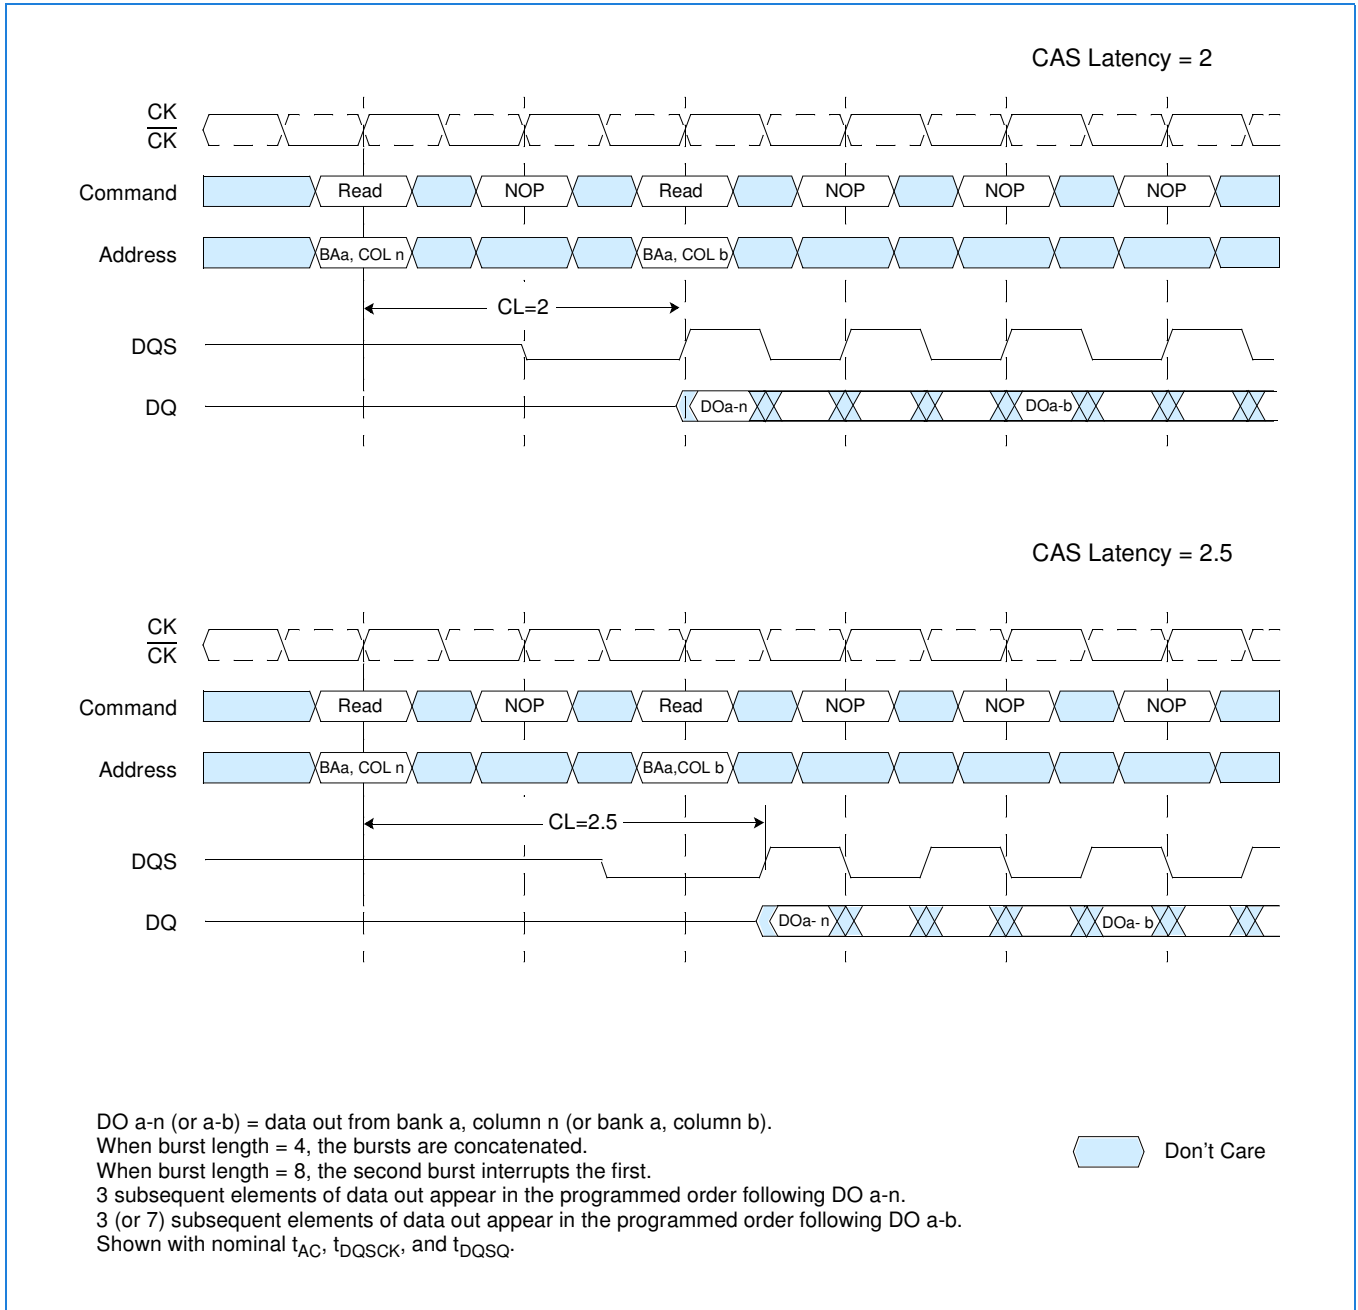 CAS Latency = 2
CK
CK
Command Read NOP Read NOP NOP NOP
Address BAa, COL n BAa, COL b
CL=2
DQS
DQ DOa-n DOa-b
CAS Latency = 2.5
CK
CK
Command Read NOP Read NOP NOP NOP
Address BAa, COL n BAa,COL b
CL=2.5
DQS
DQ DOa- n DOa- b
DO a-n (or a-b) = data out from bank a, column n (or bank a, column b).
When burst length = 4, the bursts are concatenated.
When burst length = 8, the second burst interrupts the first.
3 subsequent elements of data out appear in the programmed order following DO a-n.
3 (or 7) subsequent elements of data out appear in the programmed order following DO a-b.
Shown with nominal tAC, tDQSCK, and tDQSQ.
Don't Care